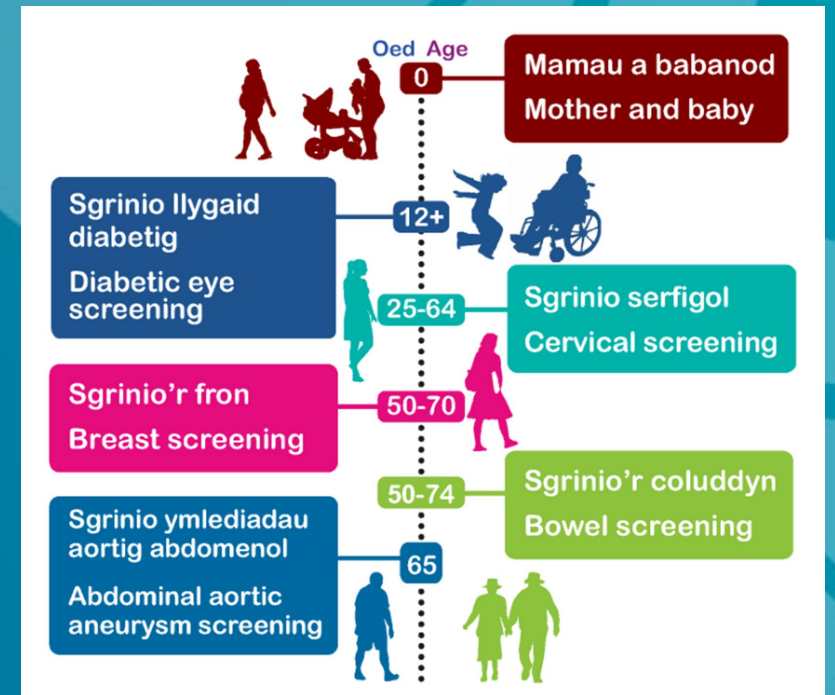 Oed Age
0
Mamau a babanod
Mother and baby
Sgrinio llygaid
diabetig
Diabetic eye
screening
12+
25-64
Sgrinio serfigol
Cervical screening
Sgrinio’r fron
Breast screening
50-70
50-74
Sgrinio’r coluddyn
Bowel screening
Sgrinio ymlediadau
aortig abdomenol
Abdominal aortic
aneurysm screening
65